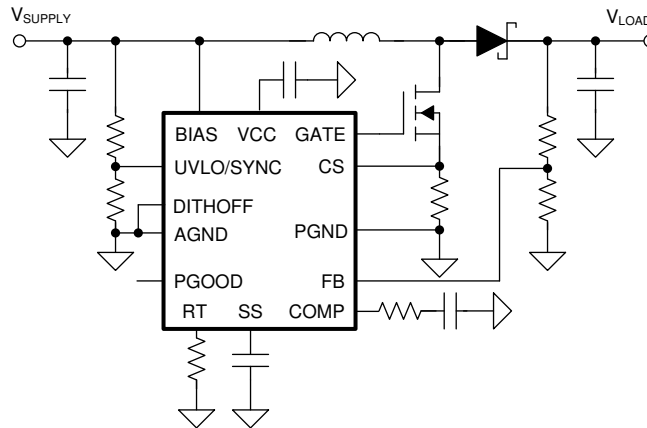 VSUPPLY
VLOAD
BIAS VCC GATE
UVLO/SYNC CS
DITHOFF
AGND PGND
PGOOD FB
RT SS COMP